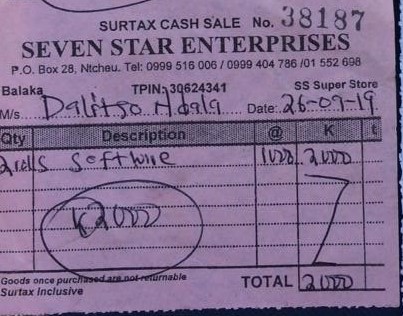 SURTAX CASH SALE No. 38187
SEVEN STAR ENTERPRISES
P.O. Box 28, Ntcheu. Tel: 0999 516 006 / 0999 404 786 /01 552 698
Balaka TPIN: 30624341 SS Super Store
M/s Dalitso Ndala Date: 26-09-19
Qty Description @ K t
2rolls Softwire 1000 2000
K2000
Goods once purchased are not returnable
Surtax Inclusive
TOTAL 2000